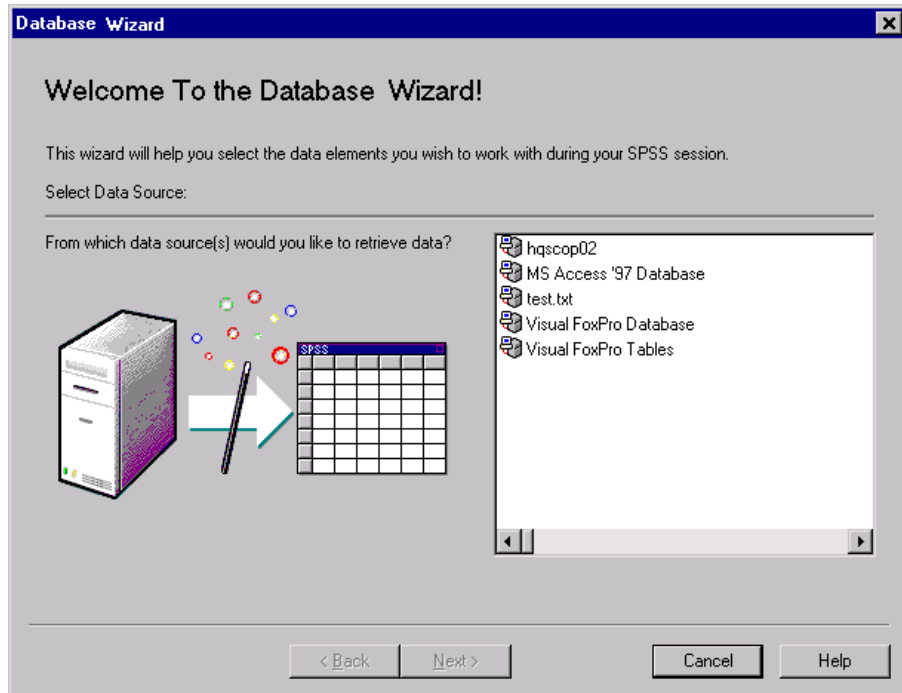 Database Wizard
Welcome To the Database Wizard!
This wizard will help you select the data elements you wish to work with during your SPSS session.
Select Data Source:
From which data source(s) would you like to retrieve data?
SPSS
hqscop02
MS Access '97 Database
test.txt
Visual FoxPro Database
Visual FoxPro Tables
< Back
Next >
Cancel
Help